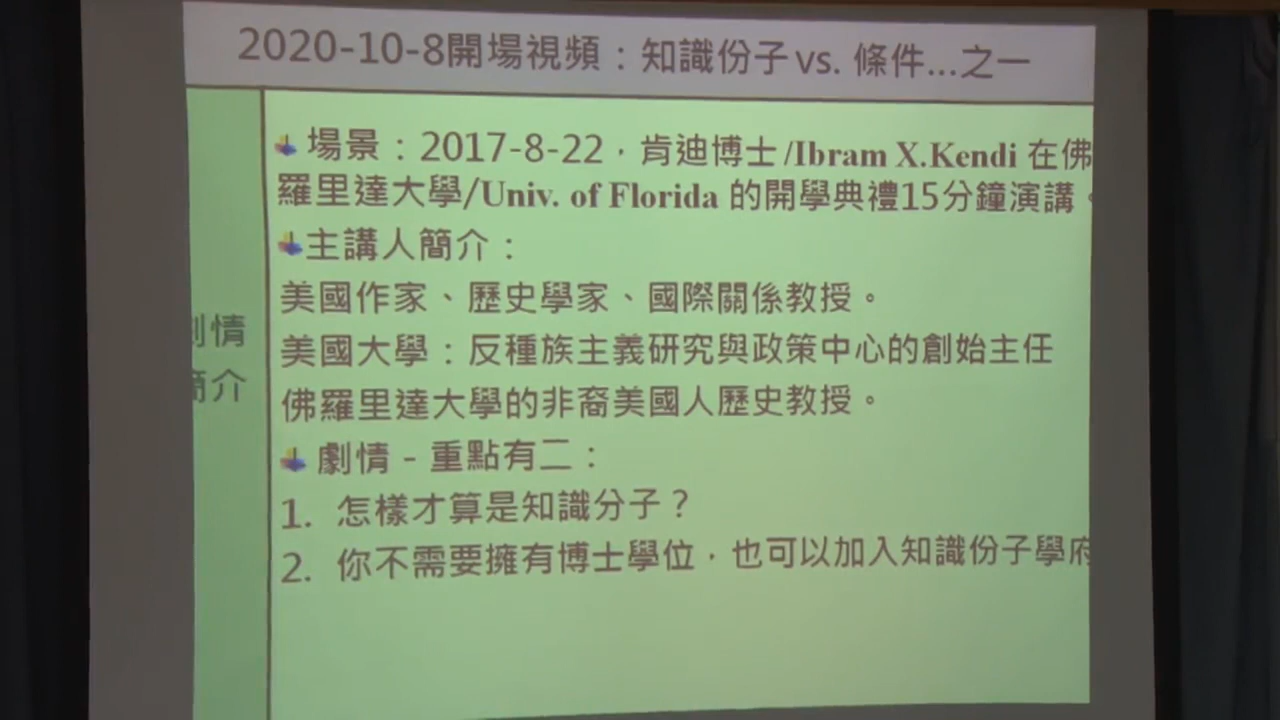 2020-10-8開場視頻：知識份子 vs. 條件...之一
場景：2017-8-22，肯迪博士/Ibram X.Kendi 在佛
羅里達大學/Univ. of Florida 的開學典禮15分鐘演講。
主講人簡介：
美國作家、歷史學家、國際關係教授。
劇情
簡介
美國大學：反種族主義研究與政策中心的創始主任
佛羅里達大學的非裔美國人歷史教授。
劇情 - 重點有二：
1. 怎樣才算是知識分子？
2. 你不需要擁有博士學位，也可以加入知識份子學府